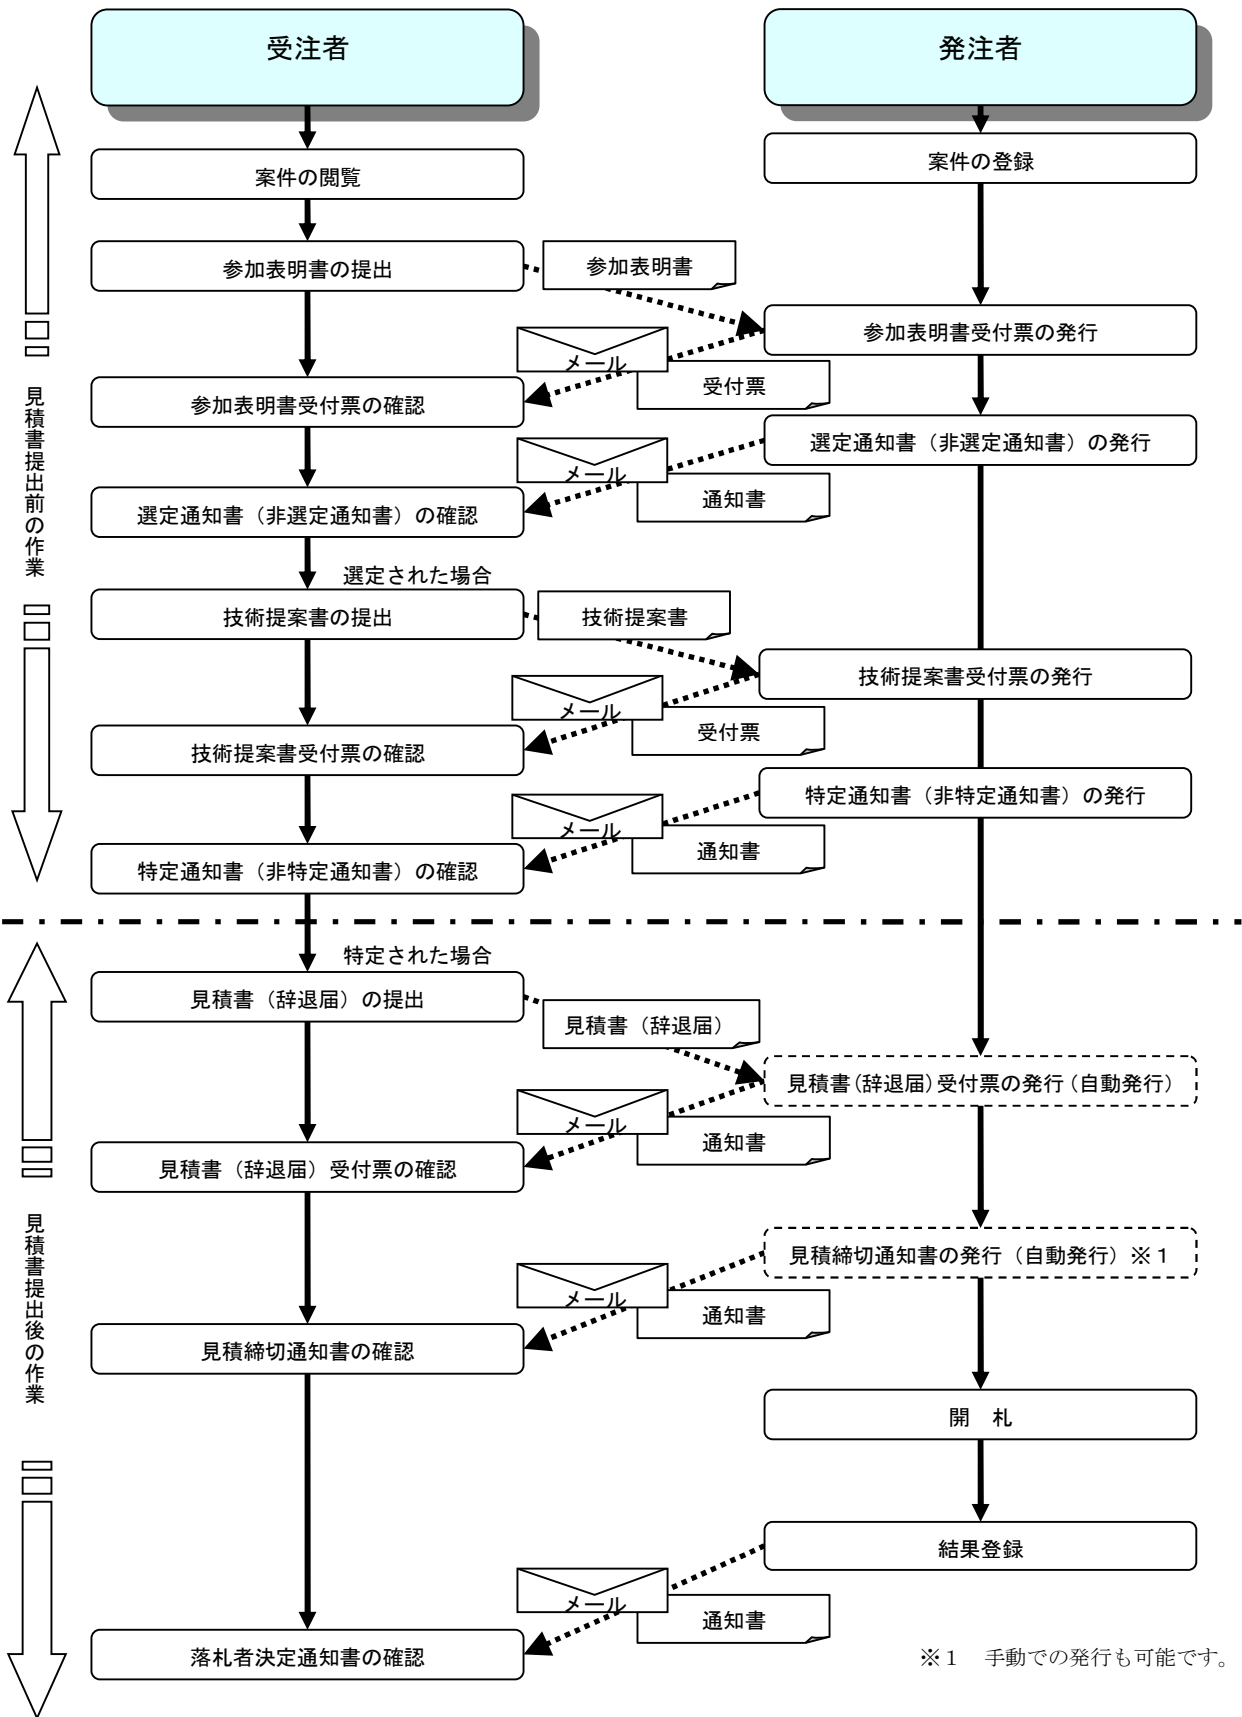 受注者
発注者
案件の登録
案件の閲覧
参加表明書の提出
参加表明書
参加表明書受付票の発行
メール
受付票
参加表明書受付票の確認
選定通知書（非選定通知書）の発行
メール
通知書
選定通知書（非選定通知書）の確認
見積書提出前の作業
選定された場合
技術提案書の提出
技術提案書
技術提案書受付票の発行
メール
受付票
技術提案書受付票の確認
特定通知書（非特定通知書）の発行
メール
通知書
特定通知書（非特定通知書）の確認
特定された場合
見積書（辞退届）の提出
見積書（辞退届）
見積書(辞退届)受付票の発行(自動発行)
メール
通知書
見積書（辞退届）受付票の確認
見積書提出後の作業
見積締切通知書の発行（自動発行）※１
メール
通知書
見積締切通知書の確認
開　札
結果登録
メール
通知書
落札者決定通知書の確認
※１　手動での発行も可能です。